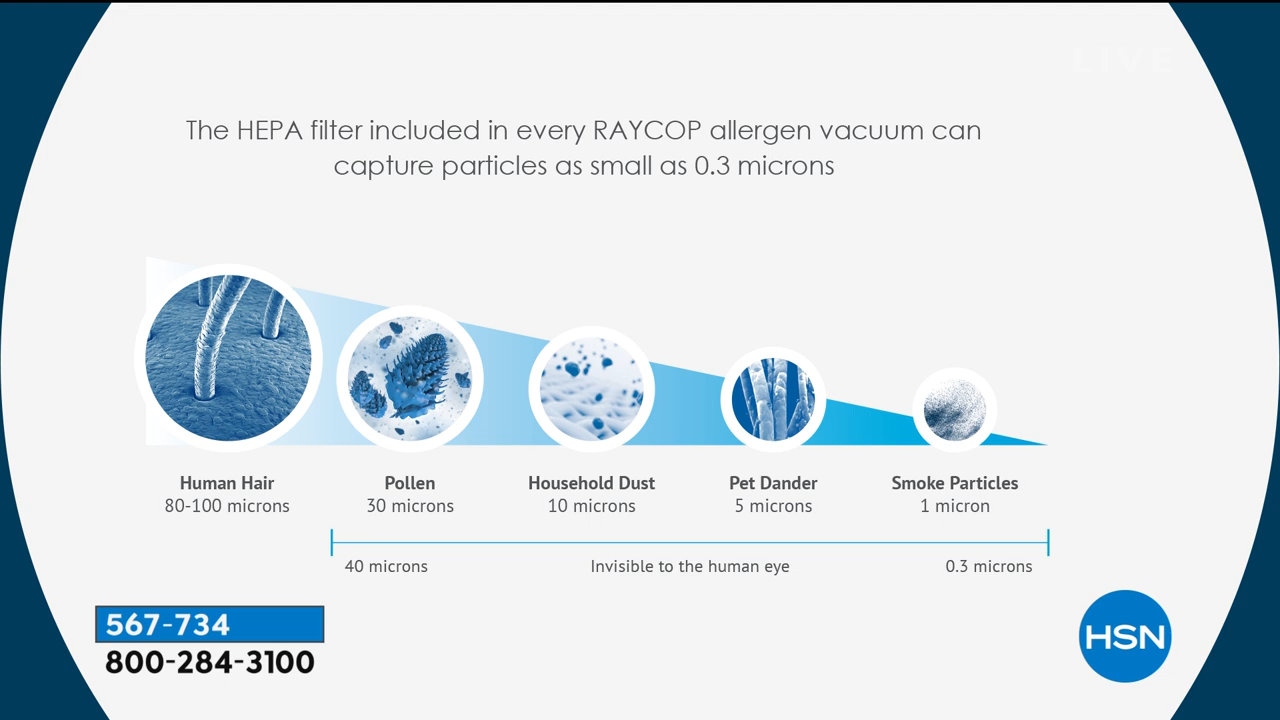 LIVE
The HEPA filter included in every RAYCOP allergen vacuum can
capture particles as small as 0.3 microns
Human Hair
80-100 microns
Pollen
30 microns
Household Dust
10 microns
Pet Dander
5 microns
Smoke Particles
1 micron
40 microns
Invisible to the human eye
0.3 microns
567-734
800-284-3100
HSN